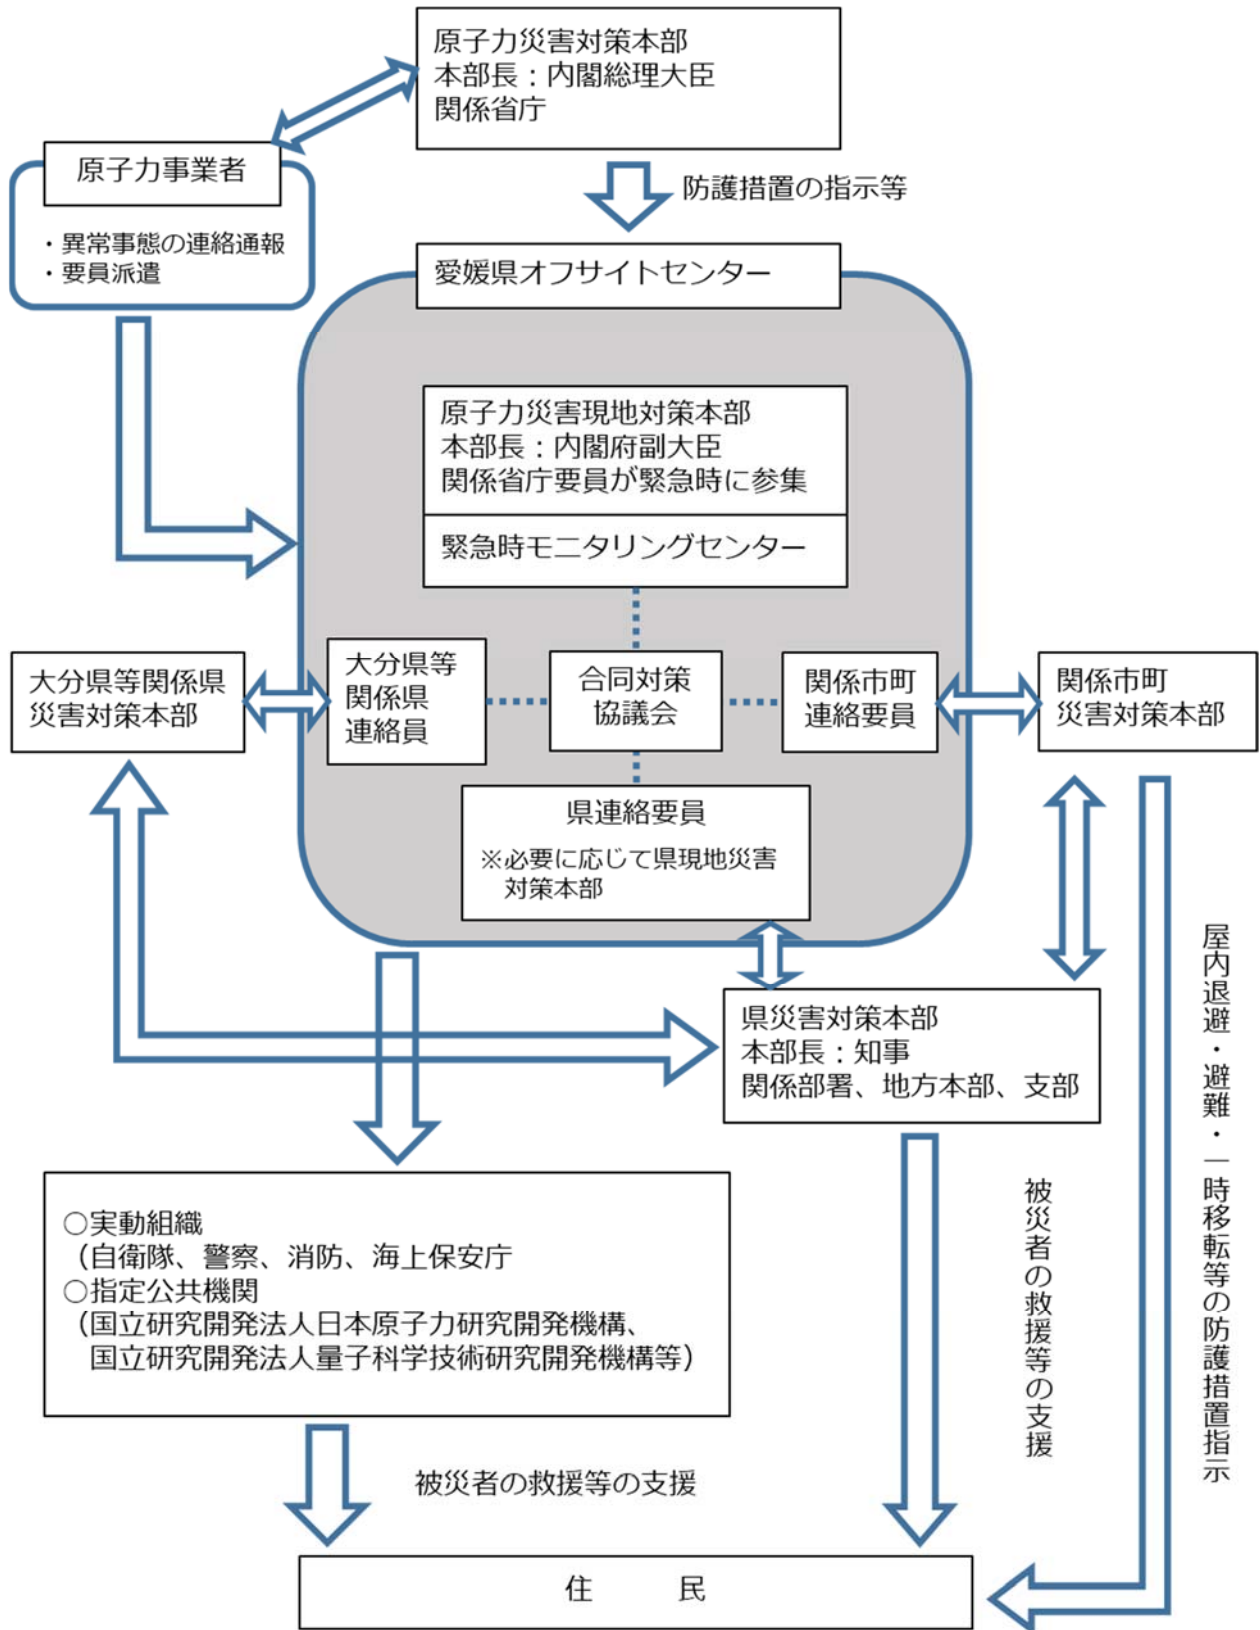 原子力災害対策本部
本部長：内閣総理大臣
関係省庁
原子力事業者
・異常事態の連絡通報
・要員派遣
防護措置の指示等
愛媛県オフサイトセンター
原子力災害現地対策本部
本部長：内閣府副大臣
関係省庁要員が緊急時に参集
緊急時モニタリングセンター
大分県等関係県
災害対策本部
大分県等
関係県
連絡員
合同対策
協議会
関係市町
連絡要員
関係市町
災害対策本部
県連絡要員
※必要に応じて県現地災害
対策本部
県災害対策本部
本部長：知事
関係部署、地方本部、支部
屋内退避・避難・一時移転等の防護措置指示
被災者の救援等の支援
○実動組織
（自衛隊、警察、消防、海上保安庁
○指定公共機関
（国立研究開発法人日本原子力研究開発機構、
国立研究開発法人量子科学技術研究開発機構等）
被災者の救援等の支援
住　　民